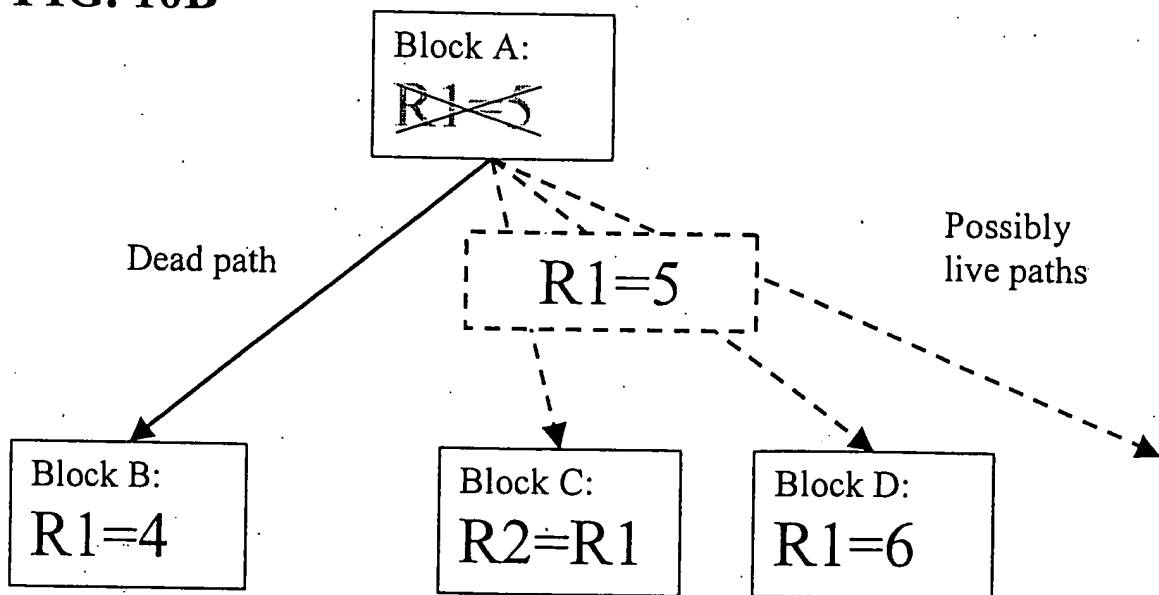 FIG. 10B
Block A:
R1=5
Dead path
R1=5
Possibly
live paths
Block B:
R1=4
Block C:
R2=R1
Block D:
R1=6